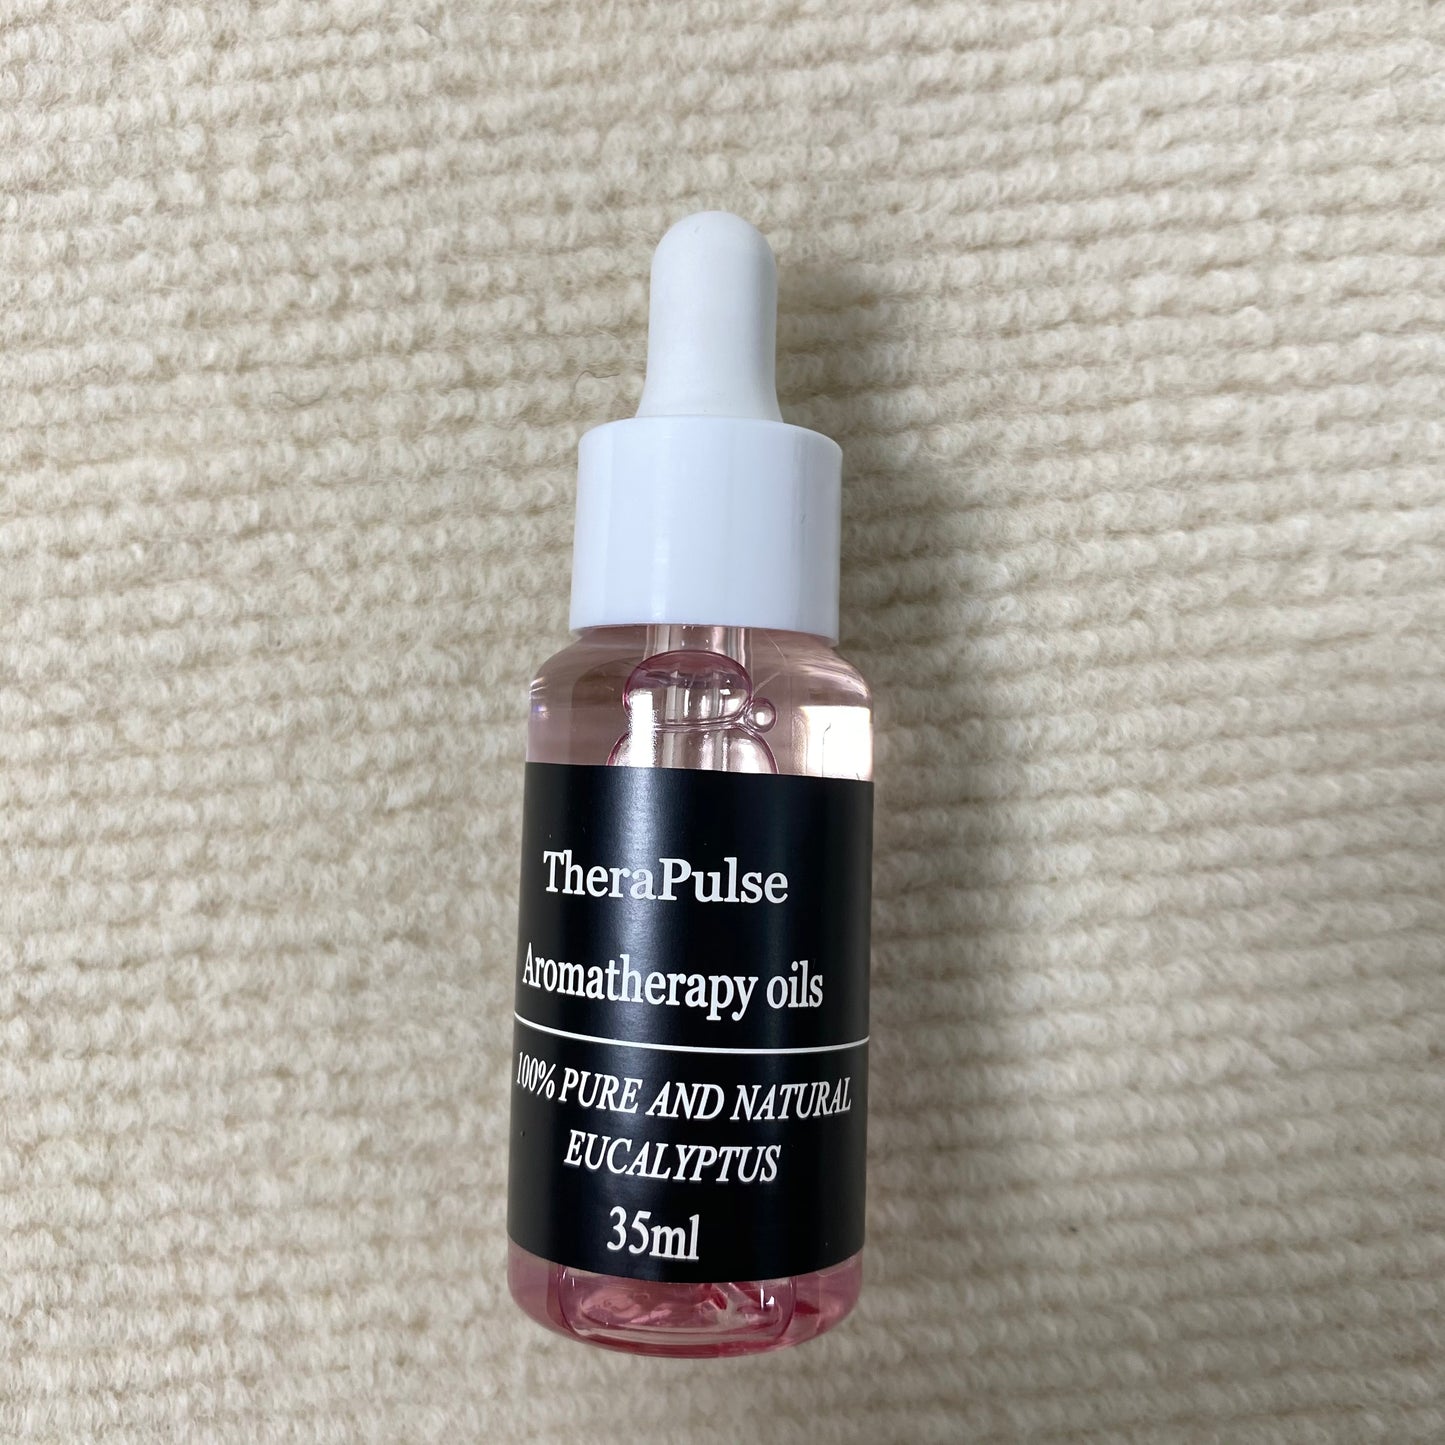 TheraPulse
Aromatherapy oils
100% PURE AND NATURAL
EUCALYPTUS
35ml